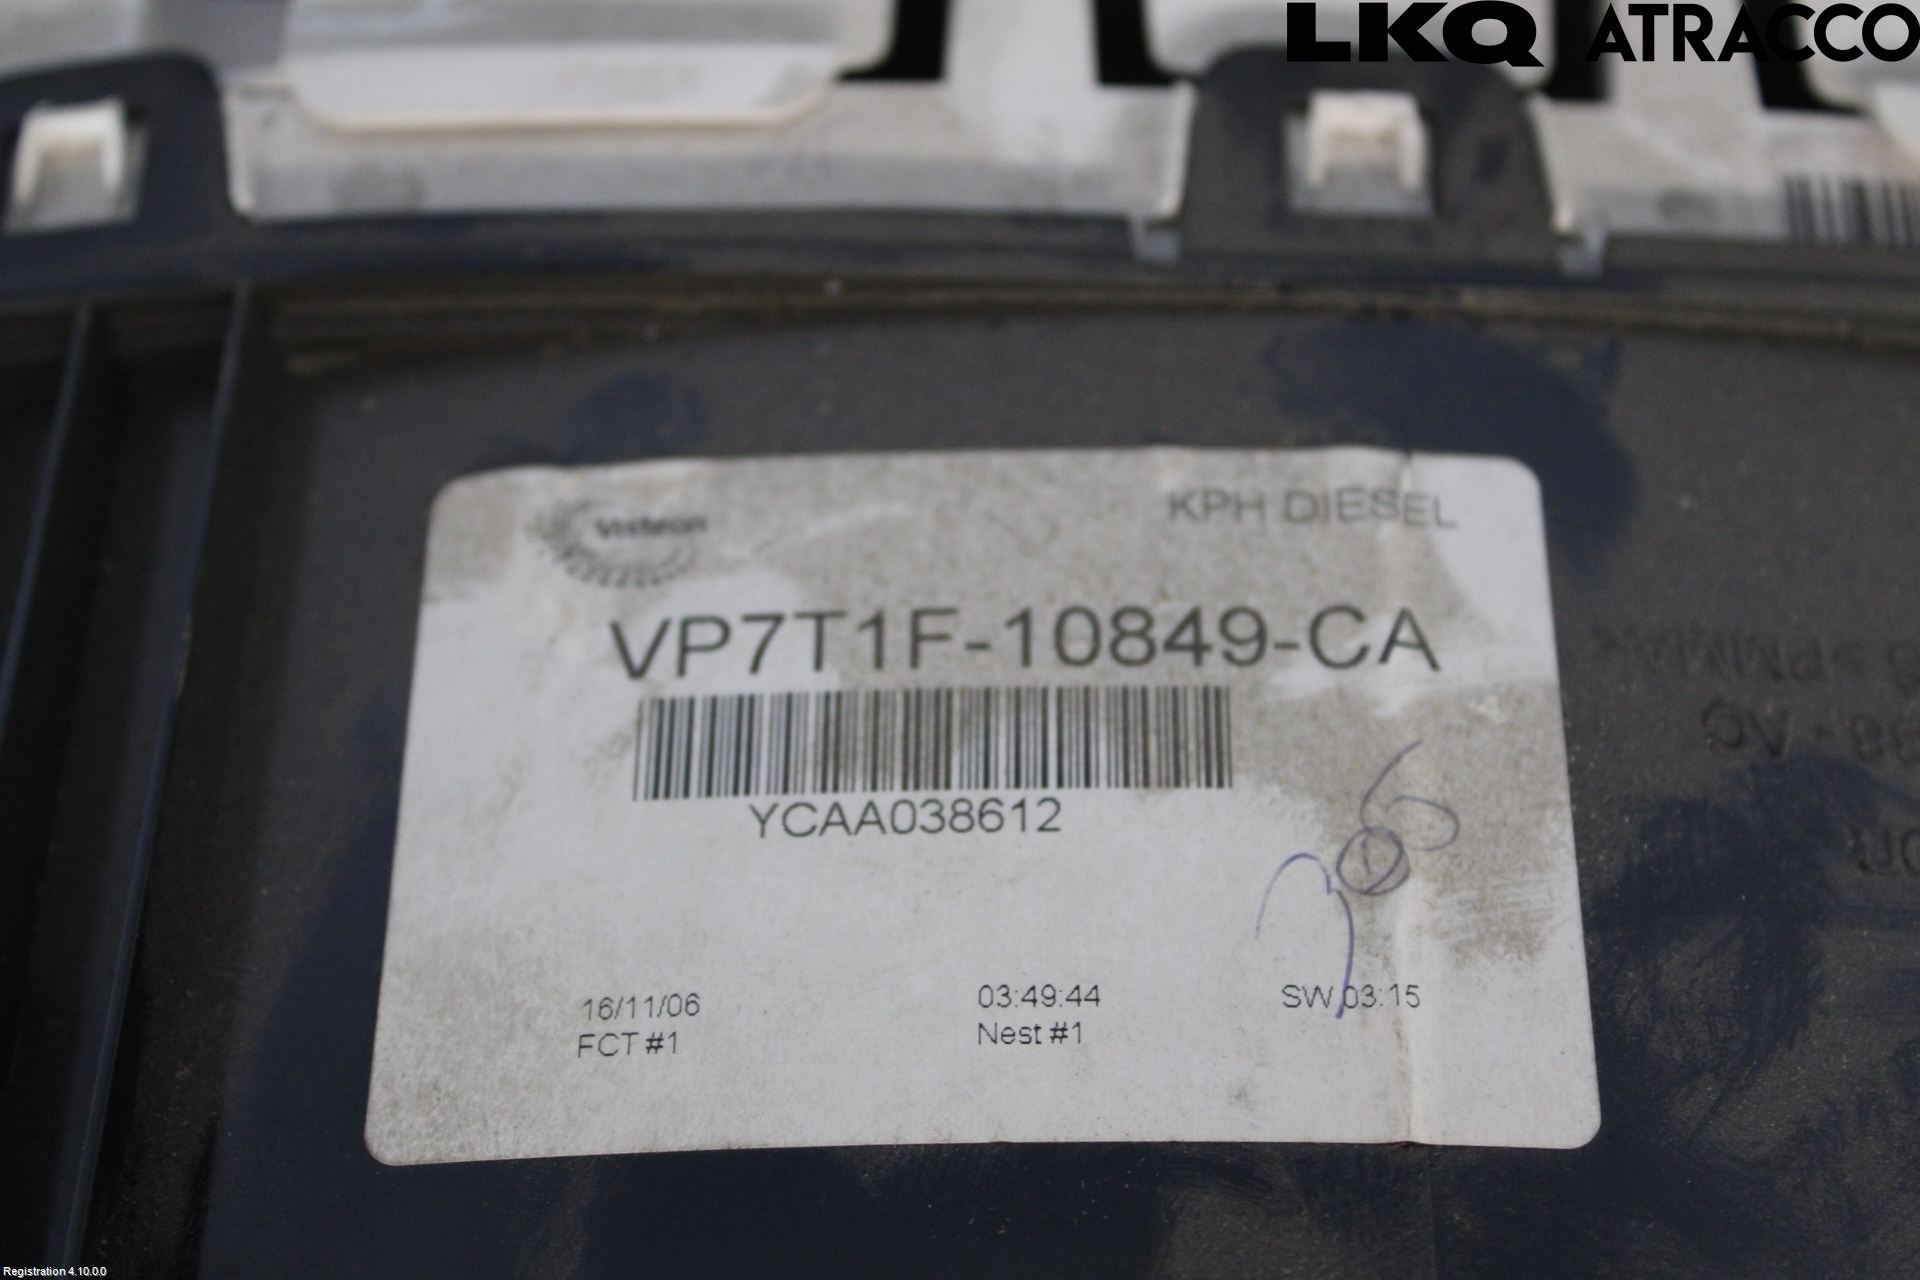 LKQ ATRACCO
Visteon
KPH DIESEL
VP7T1F-10849-CA
YCAA038612
16/11/06
03:49:44
SW 03:15
FCT #1
Nest #1
Registration 4.10.0.0